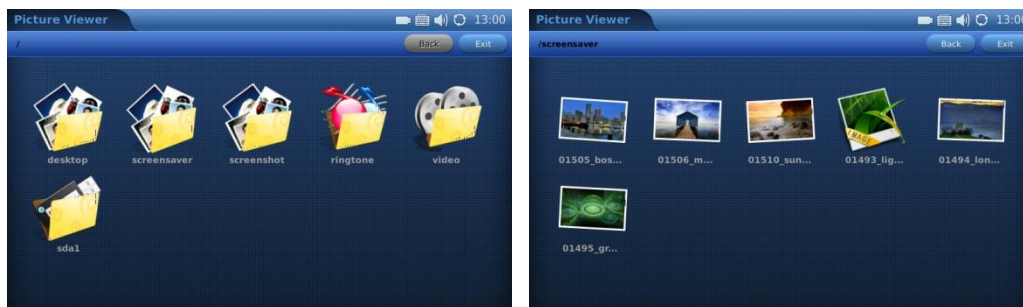 Picture Viewer 13:00
/ Back Exit
desktop screensaver screenshot ringtone video
sda1
Picture Viewer 13:00
/screensaver Back Exit
01505_bos... 01506_m... 01510_sun... 01493_lig... 01494_lon...
IMAGE
01495_gr...